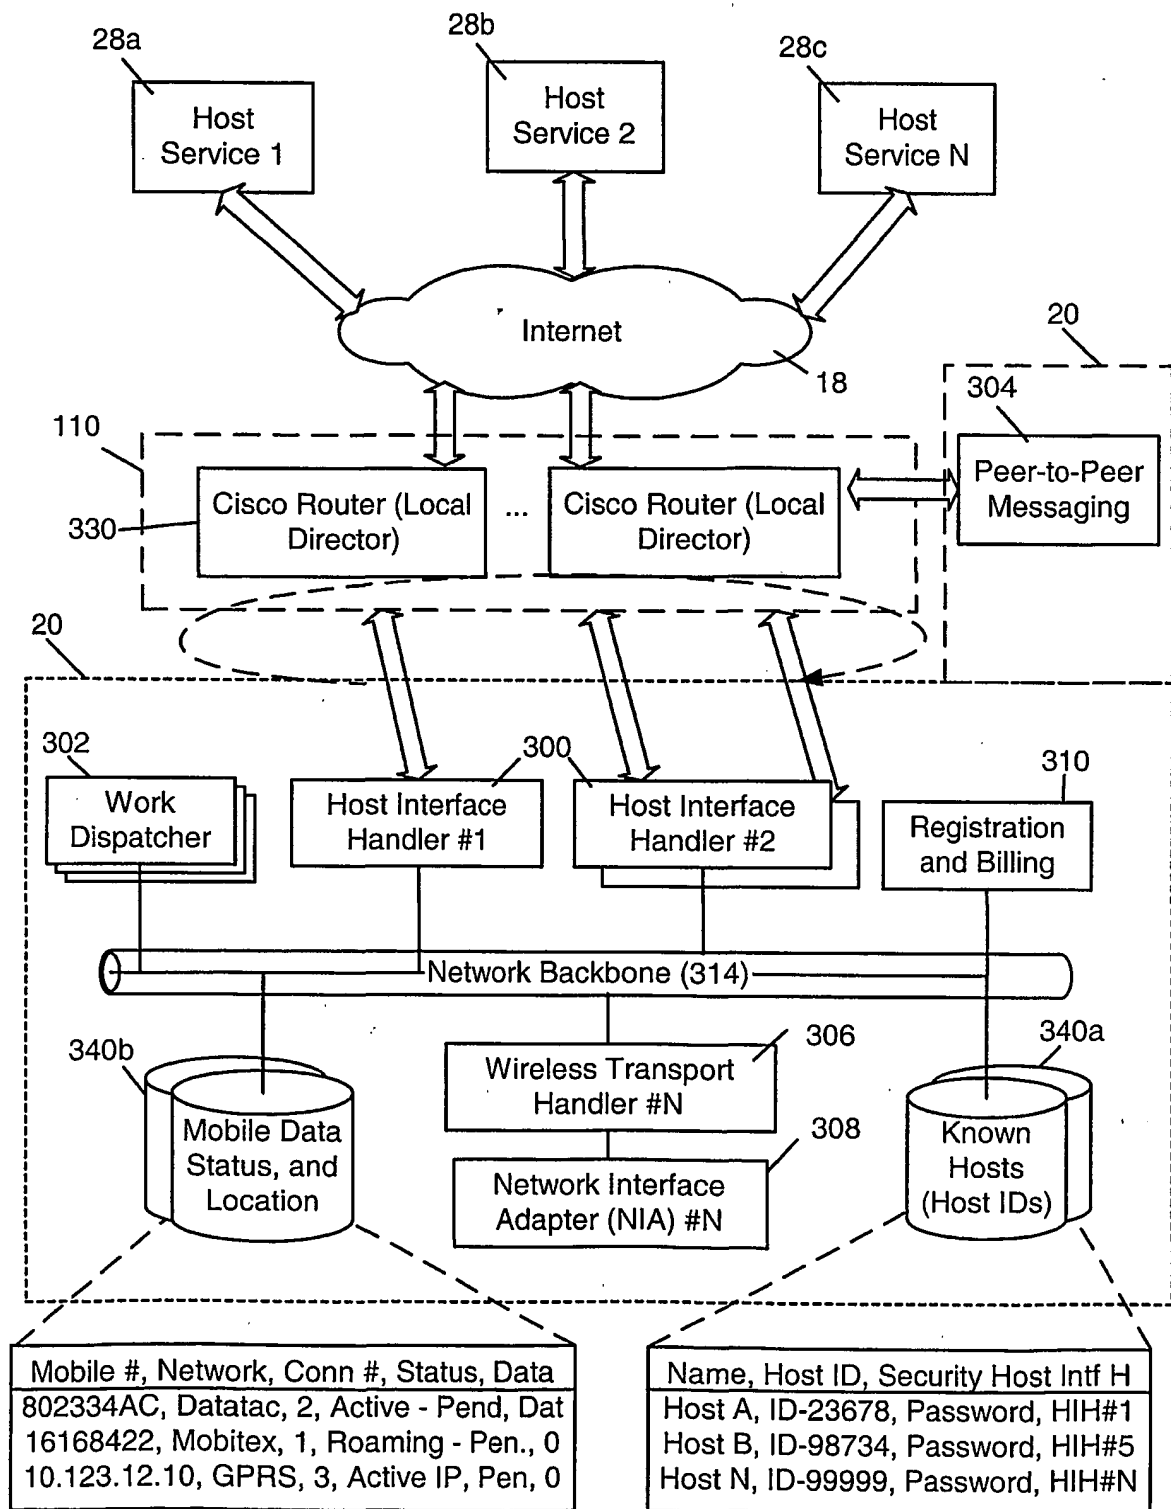 28a
28b
28c
Host
Service 1
Host
Service 2
Host
Service N
Internet
18
20
110
304
330
Cisco Router (Local
Director)
...
Cisco Router (Local
Director)
Peer-to-Peer
Messaging
20
302
300
310
Work
Dispatcher
Host Interface
Handler #1
Host Interface
Handler #2
Registration
and Billing
Network Backbone (314)
340b
306
340a
Wireless Transport
Handler #N
308
Mobile Data
Status, and
Location
Network Interface
Adapter (NIA) #N
Known
Hosts
(Host IDs)
Mobile #, Network, Conn #, Status, Data
802334AC, Datatac, 2, Active - Pend, Dat
16168422, Mobitex, 1, Roaming - Pen., 0
10.123.12.10, GPRS, 3, Active IP, Pen, 0
Name, Host ID, Security Host Intf H
Host A, ID-23678, Password, HIH#1
Host B, ID-98734, Password, HIH#5
Host N, ID-99999, Password, HIH#N